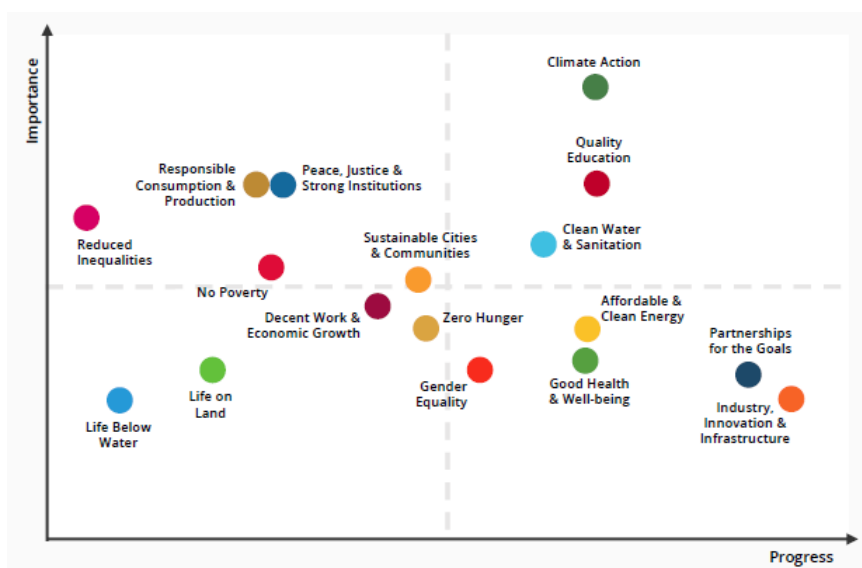 Importance
Climate Action
Quality
Education
Responsible
Consumption &
Production
Peace, Justice &
Strong Institutions
Clean Water
& Sanitation
Reduced
Inequalities
Sustainable Cities
& Communities
No Poverty
Decent Work &
Economic Growth
Zero Hunger
Affordable &
Clean Energy
Partnerships
for the Goals
Life Below
Water
Life on
Land
Gender
Equality
Good Health
& Well-being
Industry,
Innovation &
Infrastructure
Progress